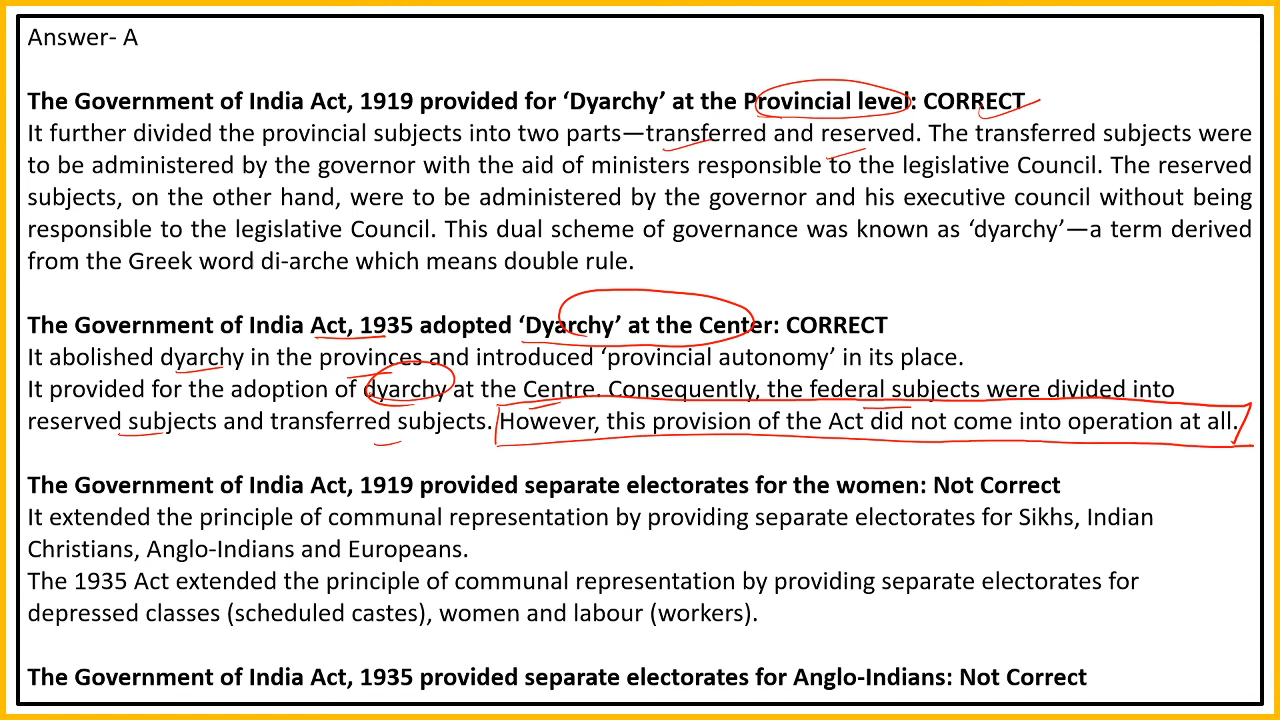 Answer- A
The Government of India Act, 1919 provided for ‘Dyarchy’ at the Provincial level: CORRECT
It further divided the provincial subjects into two parts—transferred and reserved. The transferred subjects were
to be administered by the governor with the aid of ministers responsible to the legislative Council. The reserved
subjects, on the other hand, were to be administered by the governor and his executive council without being
responsible to the legislative Council. This dual scheme of governance was known as ‘dyarchy’—a term derived
from the Greek word di-arche which means double rule.
The Government of India Act, 1935 adopted ‘Dyarchy’ at the Center: CORRECT
It abolished dyarchy in the provinces and introduced ‘provincial autonomy’ in its place.
It provided for the adoption of dyarchy at the Centre. Consequently, the federal subjects were divided into
reserved subjects and transferred subjects. However, this provision of the Act did not come into operation at all.
The Government of India Act, 1919 provided separate electorates for the women: Not Correct
It extended the principle of communal representation by providing separate electorates for Sikhs, Indian
Christians, Anglo-Indians and Europeans.
The 1935 Act extended the principle of communal representation by providing separate electorates for
depressed classes (scheduled castes), women and labour (workers).
The Government of India Act, 1935 provided separate electorates for Anglo-Indians: Not Correct